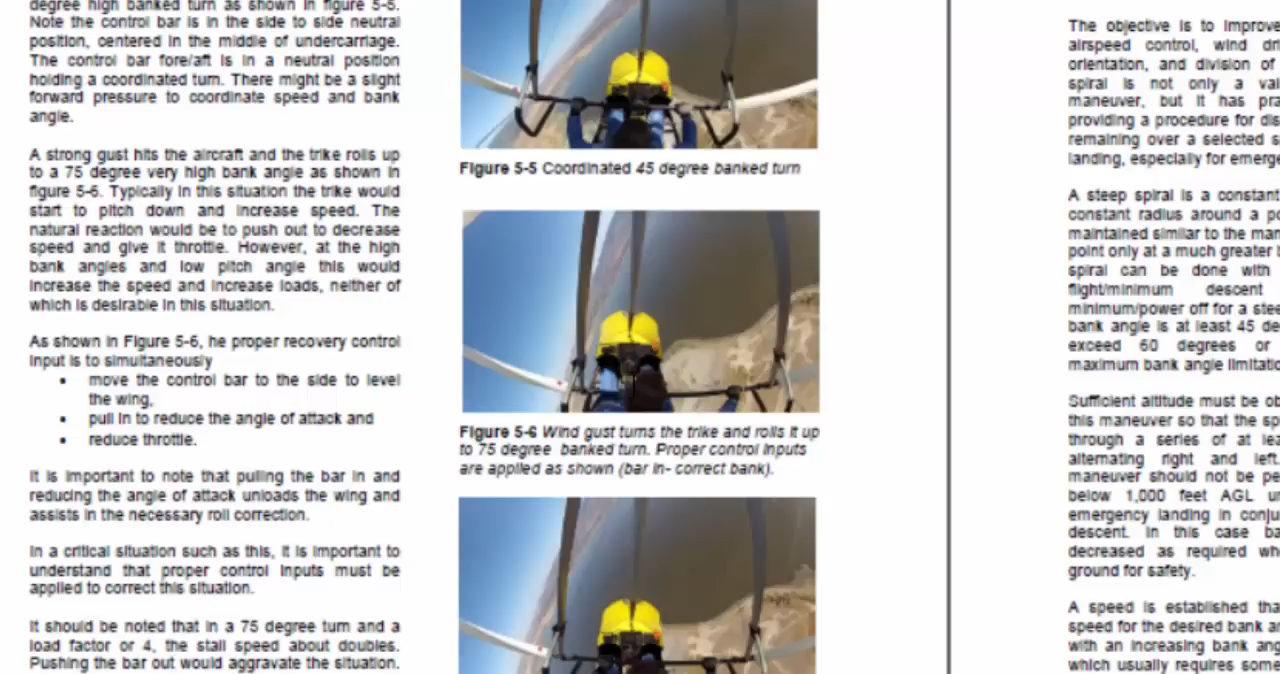 degree high banked turn as shown in figure 5-5.
Note the control bar is in the side to side neutral
position, centered in the middle of undercarriage.
The control bar fore/aft is in a neutral position
holding a coordinated turn. There might be a slight
forward pressure to coordinate speed and bank
angle.
A strong gust hits the aircraft and the trike rolls up
to a 75 degree very high bank angle as shown in
figure 5-6. Typically in this situation the trike would
start to pitch down and increase speed. The
natural reaction would be to push out to decrease
speed and give it throttle. However, at the high
bank angles and low pitch angle this would
increase the speed and increase loads, neither of
which is desirable in this situation.
As shown in Figure 5-6, he proper recovery control
input is to simultaneously
• move the control bar to the side to level
the wing,
• pull in to reduce the angle of attack and
• reduce throttle.
It is important to note that pulling the bar in and
reducing the angle of attack unloads the wing and
assists in the necessary roll correction.
In a critical situation such as this, it is important to
understand that proper control inputs must be
applied to correct this situation.
It should be noted that in a 75 degree turn and a
load factor or 4, the stall speed about doubles.
Pushing the bar out would aggravate the situation.
Figure 5-5 Coordinated 45 degree banked turn
Figure 5-6 Wind gust turns the trike and rolls it up
to 75 degree banked turn. Proper control inputs
are applied as shown (bar in- correct bank).
The objective is to improve
airspeed control, wind dri
orientation, and division of
spiral is not only a val
maneuver, but it has pra
providing a procedure for dis
remaining over a selected s
landing, especially for emerge
A steep spiral is a constant
constant radius around a po
maintained similar to the man
point only at a much greater
spiral can be done with
flight/minimum descent
minimum/power off for a stee
bank angle is at least 45 de
exceed 60 degrees or
maximum bank angle limitatio
Sufficient altitude must be ob
this maneuver so that the sp
through a series of at lea
alternating right and left.
maneuver should not be pe
below 1,000 feet AGL u
emergency landing in conju
descent. In this case ba
decreased as required wh
ground for safety.
A speed is established tha
speed for the desired bank a
with an increasing bank ang
which usually requires some